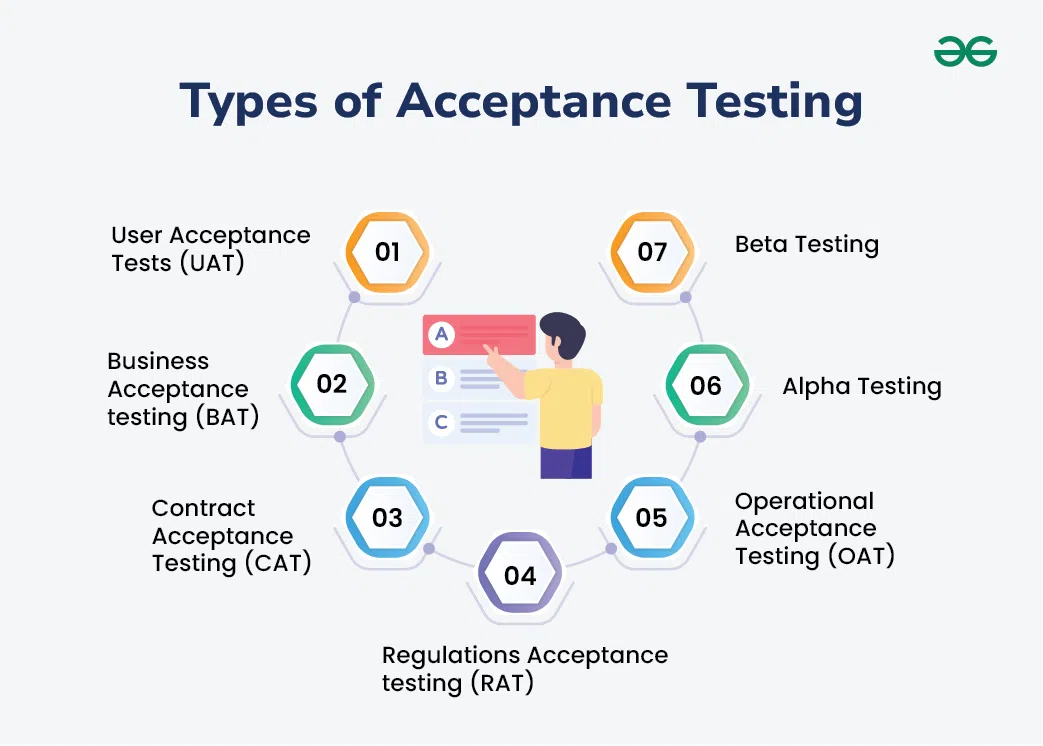 Types of Acceptance Testing
01
User Acceptance
Tests (UAT)
02
Business
Acceptance
testing (BAT)
03
Contract
Acceptance
Testing (CAT)
04
Regulations Acceptance
testing (RAT)
05
Operational
Acceptance
Testing (OAT)
06
Alpha Testing
07
Beta Testing
A
B
C